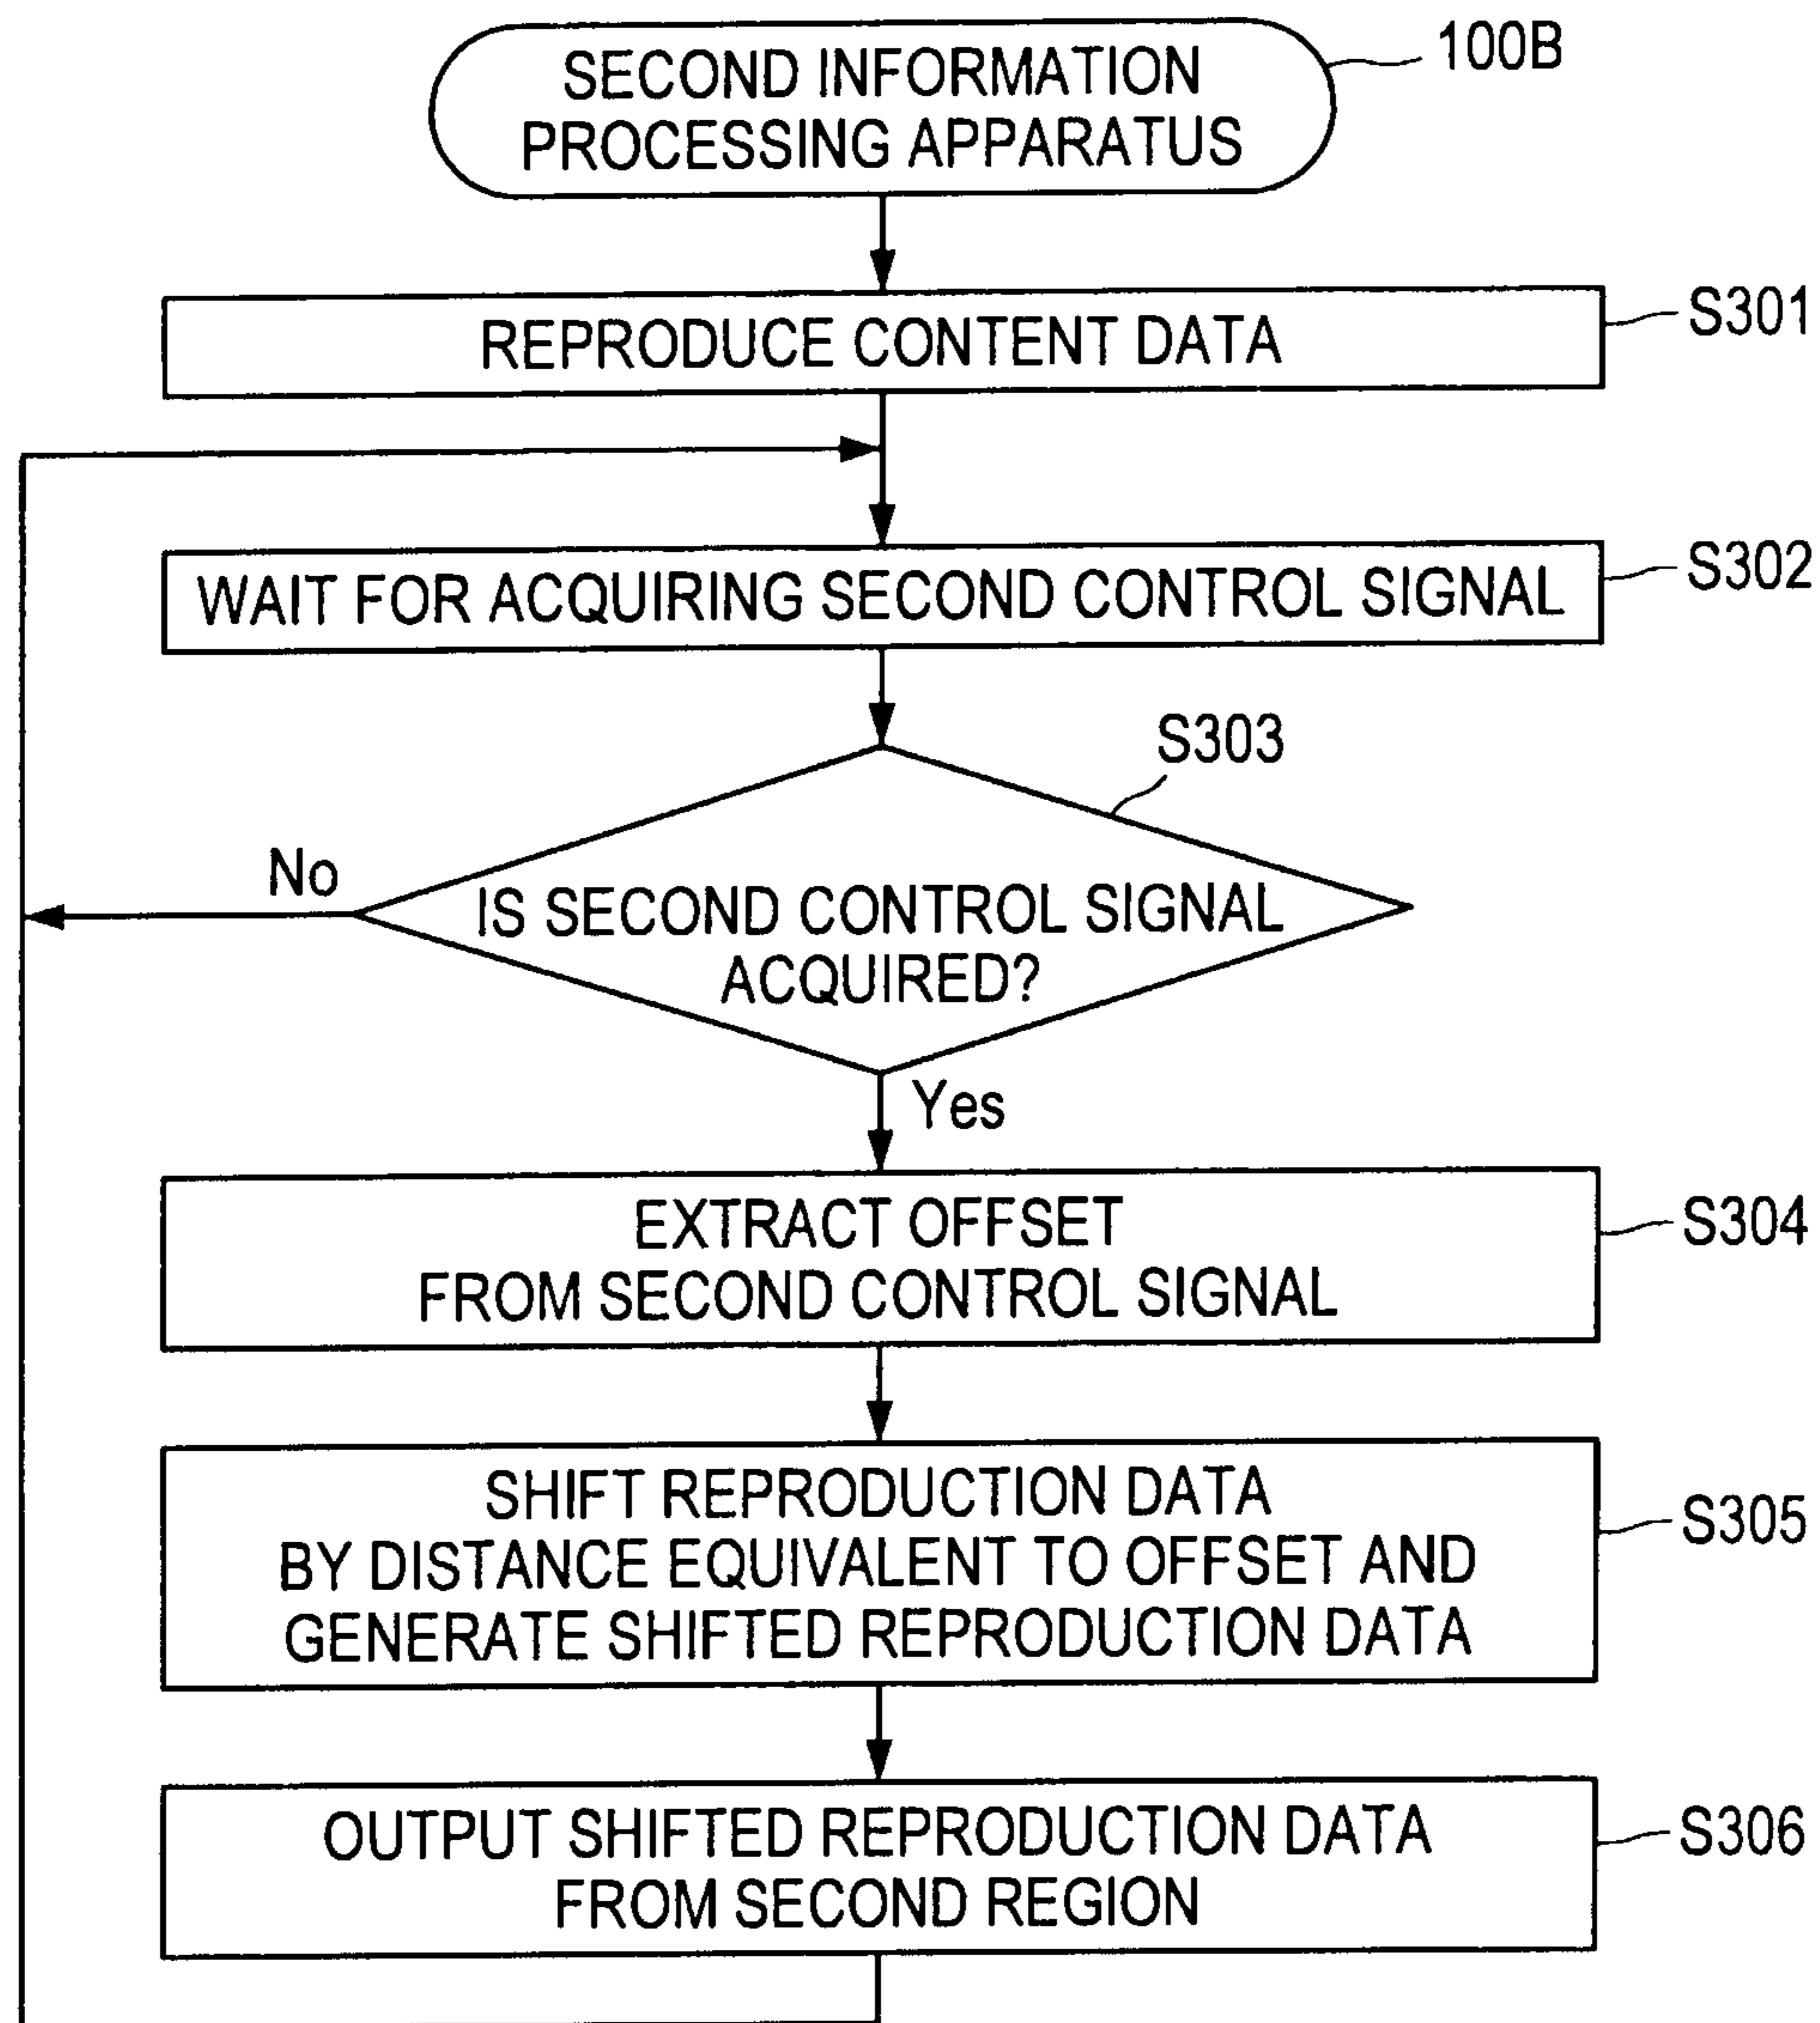 SECOND INFORMATION
PROCESSING APPARATUS
100B
REPRODUCE CONTENT DATA
S301
WAIT FOR ACQUIRING SECOND CONTROL SIGNAL
S302
S303
No
IS SECOND CONTROL SIGNAL
ACQUIRED?
Yes
EXTRACT OFFSET
FROM SECOND CONTROL SIGNAL
S304
SHIFT REPRODUCTION DATA
BY DISTANCE EQUIVALENT TO OFFSET AND
GENERATE SHIFTED REPRODUCTION DATA
S305
OUTPUT SHIFTED REPRODUCTION DATA
FROM SECOND REGION
S306